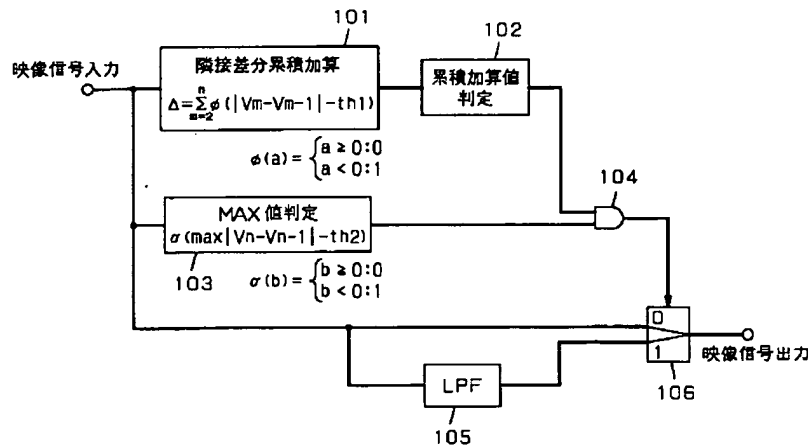 101
映像信号入力
隣接差分累積加算
Δ=Σ[m=2→n]φ(|Vm-Vm-1|-th1)
102
累積加算値
判定
φ(a)={a≧0:0
a<0:1
104
MAX値判定
σ(max|Vn-Vn-1|-th2)
103
σ(b)={b≧0:0
b<0:1
0
1
映像信号出力
106
LPF
105